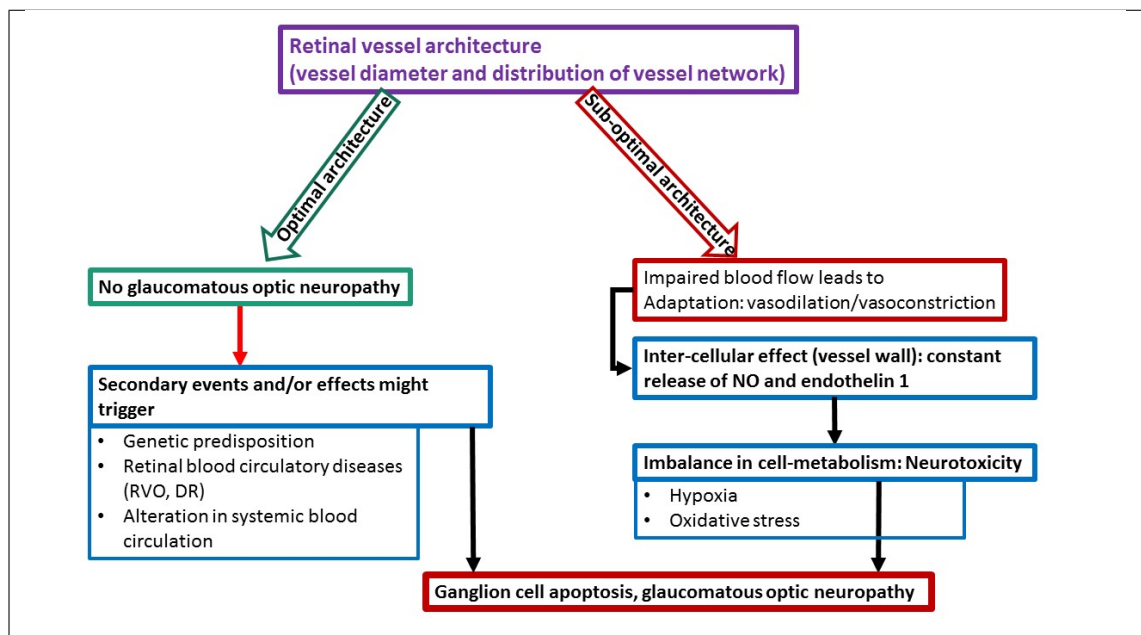 Retinal vessel architecture
(vessel diameter and distribution of vessel network)
Optimal architecture
Sub-optimal architecture
No glaucomatous optic neuropathy
Impaired blood flow leads to
Adaptation: vasodilation/vasoconstriction
Inter-cellular effect (vessel wall): constant
release of NO and endothelin 1
Secondary events and/or effects might
trigger
• Genetic predisposition
• Retinal blood circulatory diseases
(RVO, DR)
• Alteration in systemic blood
circulation
Imbalance in cell-metabolism: Neurotoxicity
• Hypoxia
• Oxidative stress
Ganglion cell apoptosis, glaucomatous optic neuropathy